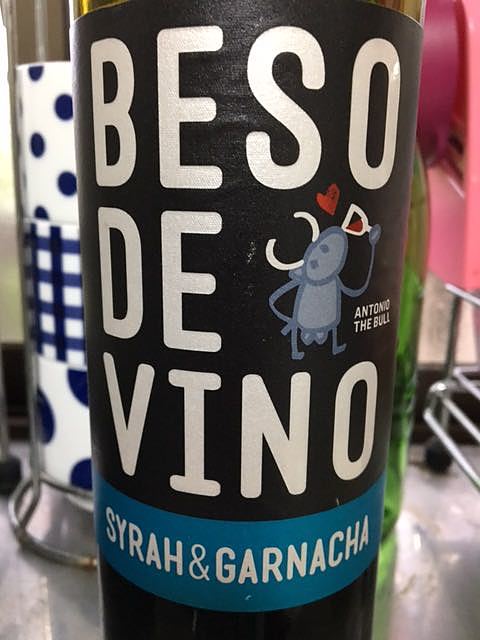 BESO
DE
ANTONIO
THE BULL
VINO
SYRAH & GARNACHA